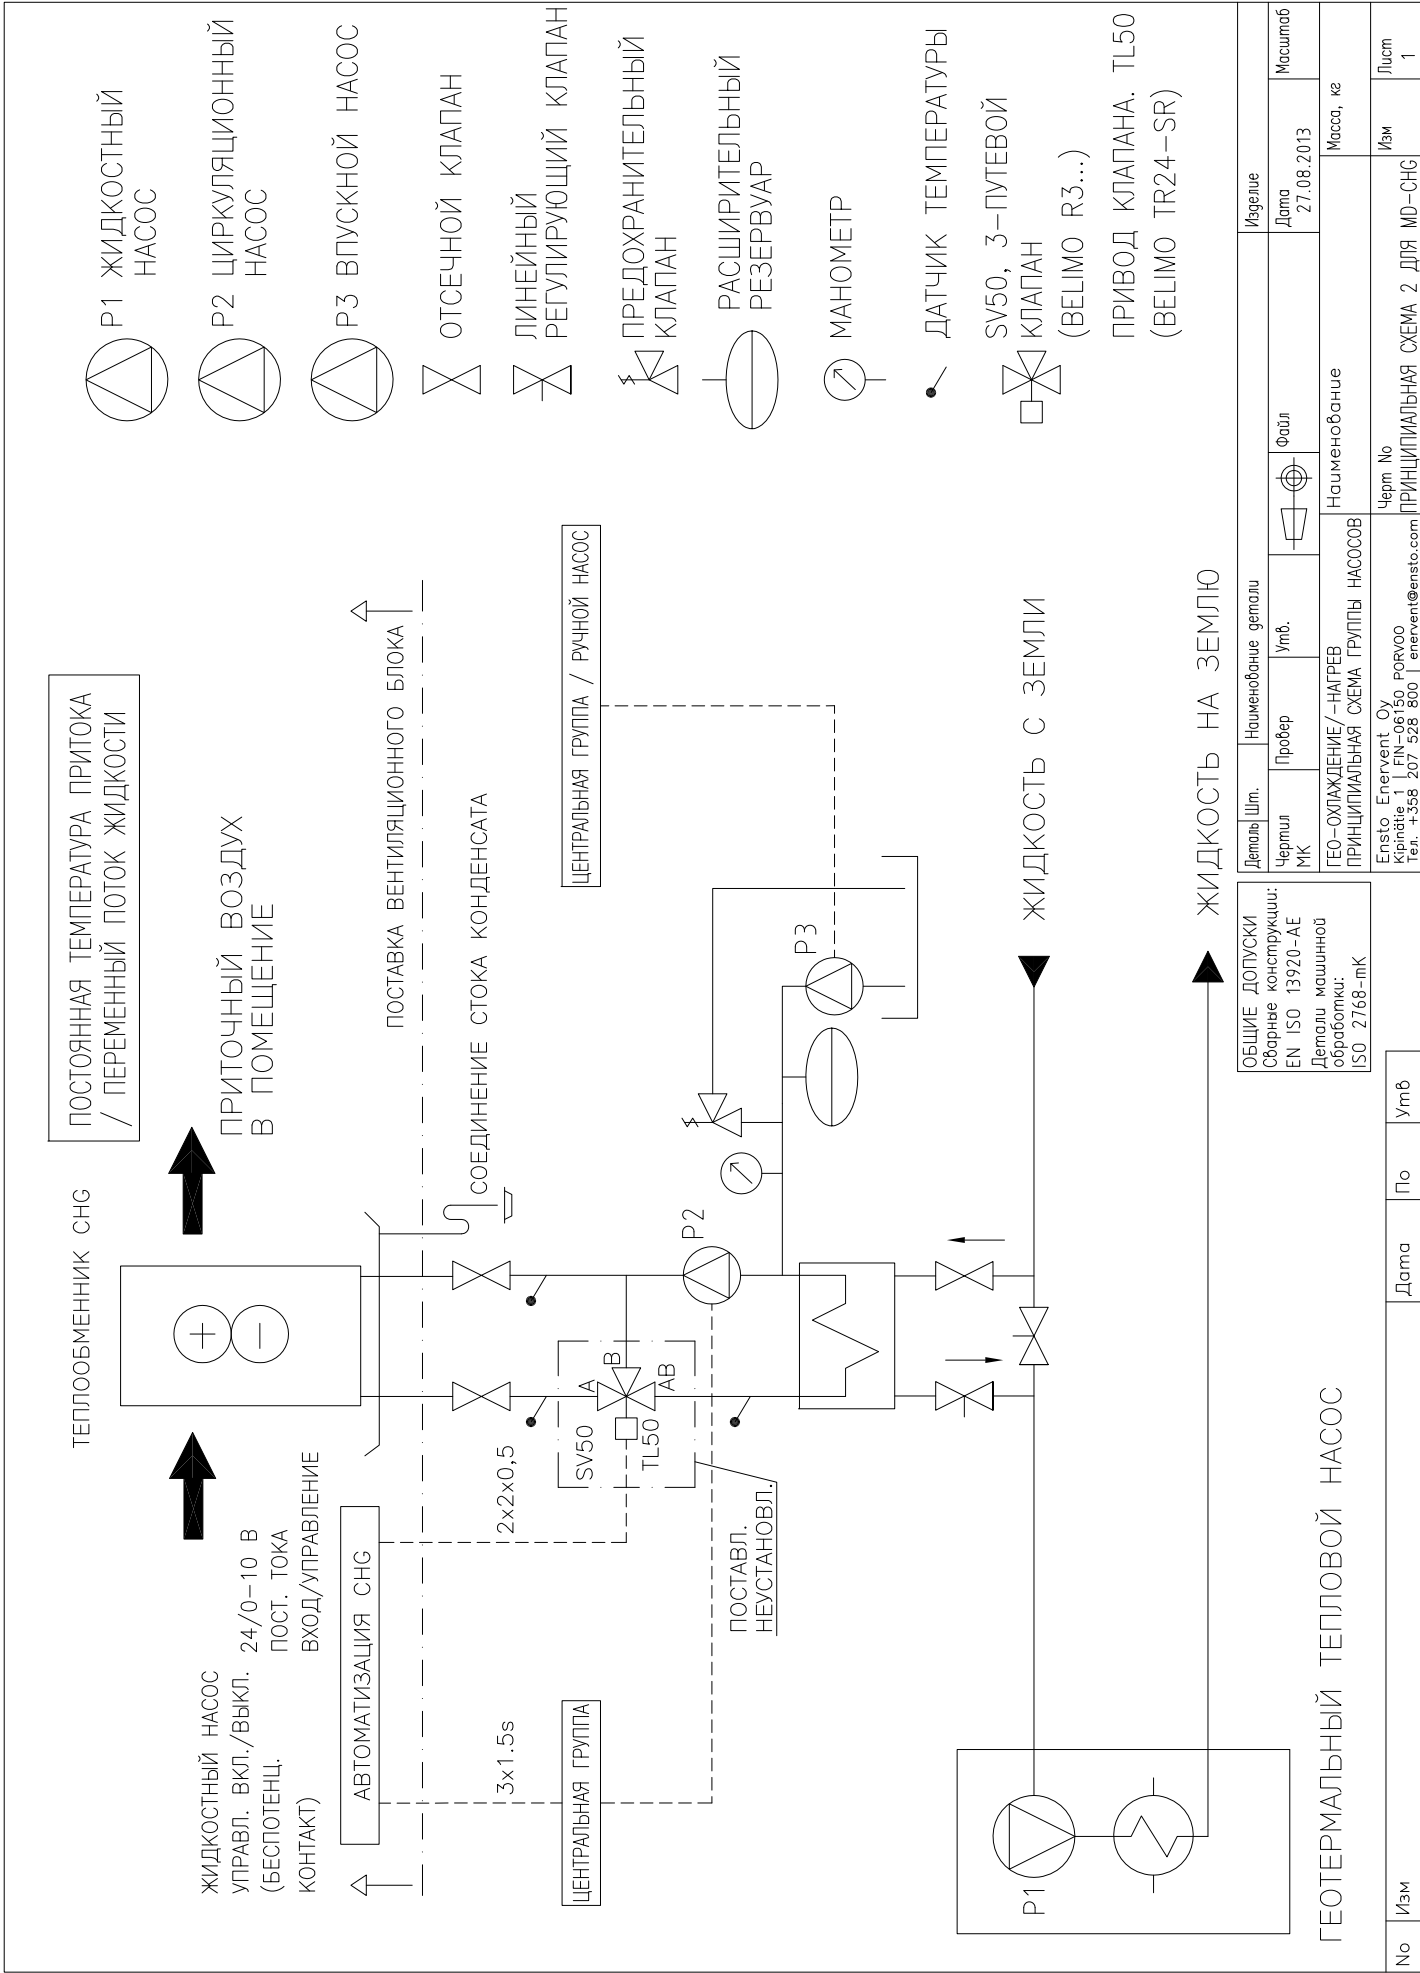 ПОСТОЯННАЯ ТЕМПЕРАТУРА ПРИТОКА
/ ПЕРЕМЕННЫЙ ПОТОК ЖИДКОСТИ
ТЕПЛООБМЕННИК CHG
ПРИТОЧНЫЙ ВОЗДУХ
В ПОМЕЩЕНИЕ
ЖИДКОСТНЫЙ НАСОС
УПРАВЛ. ВКЛ./ВЫКЛ.
(БЕСПОТЕНЦ.
КОНТАКТ)
24/0-10 В
ПОСТ. ТОКА
ВХОД/УПРАВЛЕНИЕ
АВТОМАТИЗАЦИЯ CHG
ПОСТАВКА ВЕНТИЛЯЦИОННОГО БЛОКА
СОЕДИНЕНИЕ СТОКА КОНДЕНСАТА
3x1.5s
2x2x0,5
ЦЕНТРАЛЬНАЯ ГРУППА
SV50
A
B
TL50
AB
P2
ПОСТАВЛ.
НЕУСТАНОВЛ.
ЦЕНТРАЛЬНАЯ ГРУППА / РУЧНОЙ НАСОС
P3
ЖИДКОСТЬ С ЗЕМЛИ
ЖИДКОСТЬ НА ЗЕМЛЮ
P1
ГЕОТЕРМАЛЬНЫЙ ТЕПЛОВОЙ НАСОС
P1 ЖИДКОСТНЫЙ
НАСОС
P2 ЦИРКУЛЯЦИОННЫЙ
НАСОС
P3 ВПУСКНОЙ НАСОС
ОТСЕЧНОЙ КЛАПАН
ЛИНЕЙНЫЙ
РЕГУЛИРУЮЩИЙ КЛАПАН
ПРЕДОХРАНИТЕЛЬНЫЙ
КЛАПАН
РАСШИРИТЕЛЬНЫЙ
РЕЗЕРВУАР
МАНОМЕТР
ДАТЧИК ТЕМПЕРАТУРЫ
SV50, 3-ПУТЕВОЙ
КЛАПАН
(BELIMO R3...)
ПРИВОД КЛАПАНА. TL50
(BELIMO TR24-SR)
ОБЩИЕ ДОПУСКИ
Сварные конструкции:
EN ISO 13920-AE
Детали машинной
обработки:
ISO 2768-mK
Деталь Шт. Наименование детали Изделие
Чертил Провер Утв. Файл Дата Масштаб
МК 27.08.2013
ГЕО-ОХЛАЖДЕНИЕ/-НАГРЕВ Наименование Масса, кг
ПРИНЦИПИАЛЬНАЯ СХЕМА ГРУППЫ НАСОСОВ
Ensto Enervent Oy
Kipinätie 1 | FIN-06150 PORVOO
Тел. +358 207 528 800 | enervent@ensto.com
Черт No Изм Лист
ПРИНЦИПИАЛЬНАЯ СХЕМА 2 ДЛЯ MD-CHG 1
No Изм Дата По Утв